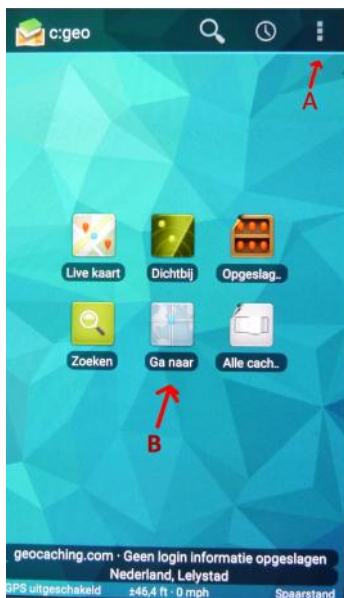 c:geo
A
Live kaart Dichtbij Opgeslag..
Zoeken Ga naar Alle cach..
B
geocaching.com · Geen login informatie opgeslagen
Nederland, Lelystad
GPS uitgeschakeld ±46,4 ft · 0 mph Spaarstand